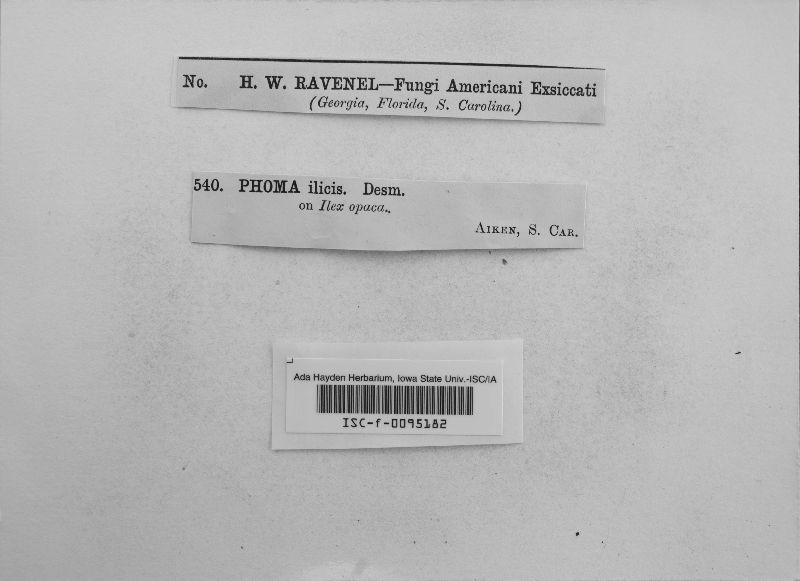 No. H. W. RAVENEL—Fungi Americani Exsiccati
(Georgia, Florida, S. Carolina.)
540. PHOMA ilicis. Desm.
on Ilex opaca..
AIKEN, S. CAR.
Ada Hayden Herbarium, Iowa State Univ.-ISC/IA
ISC-f-0095182